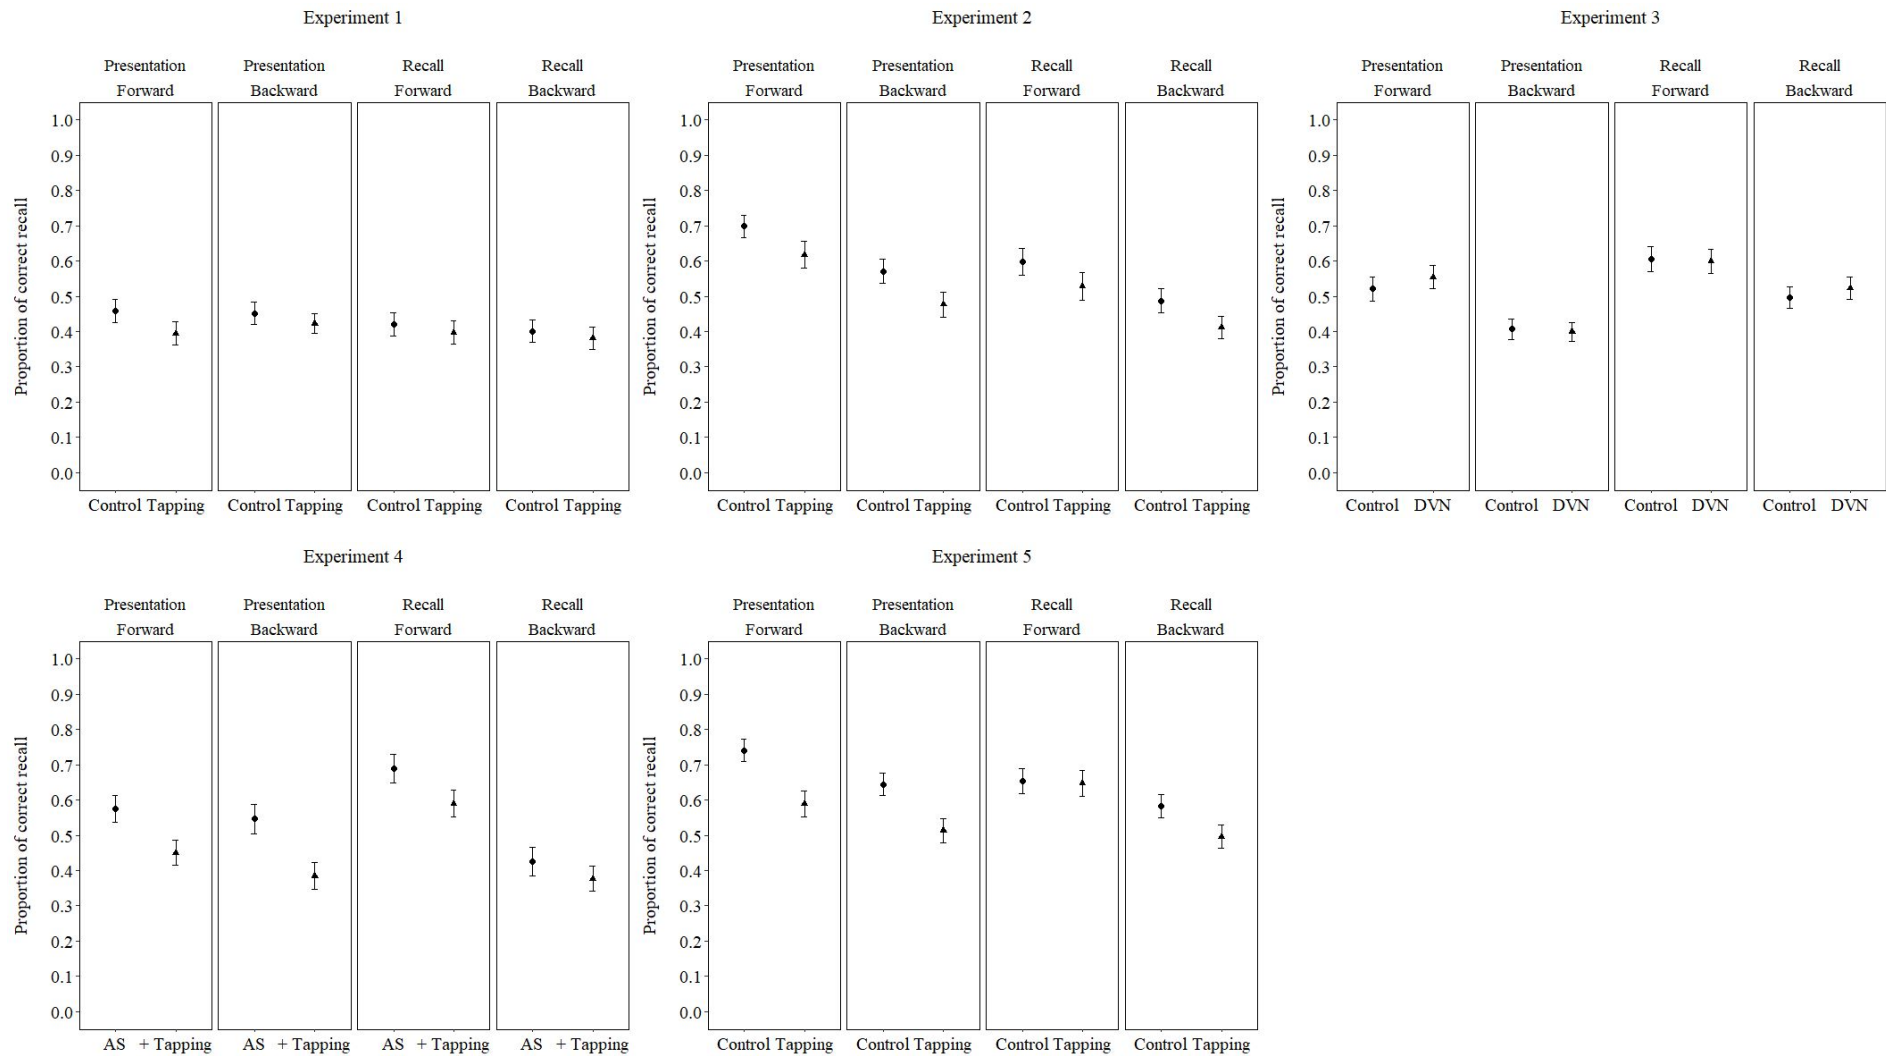 Experiment 1
Presentation Presentation Recall Recall
Forward Backward Forward Backward
Proportion of correct recall
1.0
0.9
0.8
0.7
0.6
0.5
0.4
0.3
0.2
0.1
0.0
Control Tapping Control Tapping Control Tapping Control Tapping
Experiment 2
Presentation Presentation Recall Recall
Forward Backward Forward Backward
Proportion of correct recall
1.0
0.9
0.8
0.7
0.6
0.5
0.4
0.3
0.2
0.1
0.0
Control Tapping Control Tapping Control Tapping Control Tapping
Experiment 3
Presentation Presentation Recall Recall
Forward Backward Forward Backward
Proportion of correct recall
1.0
0.9
0.8
0.7
0.6
0.5
0.4
0.3
0.2
0.1
0.0
Control DVN Control DVN Control DVN Control DVN
Experiment 4
Presentation Presentation Recall Recall
Forward Backward Forward Backward
Proportion of correct recall
1.0
0.9
0.8
0.7
0.6
0.5
0.4
0.3
0.2
0.1
0.0
AS + Tapping AS + Tapping AS + Tapping AS + Tapping
Experiment 5
Presentation Presentation Recall Recall
Forward Backward Forward Backward
Proportion of correct recall
1.0
0.9
0.8
0.7
0.6
0.5
0.4
0.3
0.2
0.1
0.0
Control Tapping Control Tapping Control Tapping Control Tapping